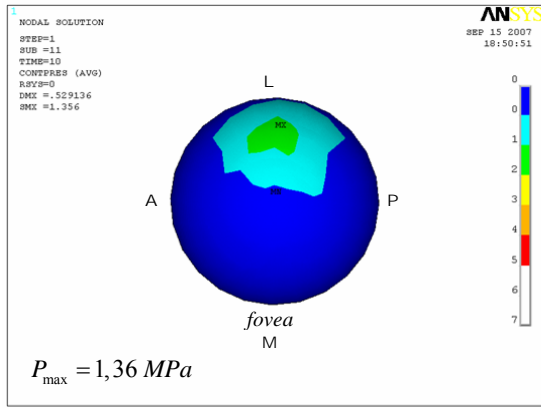 1
NODAL SOLUTION
STEP=1
SUB =11
TIME=10
CONTPRES (AVG)
RSYS=0
DMX =.529136
SMX =1.356
ANSYS
SEP 15 2007
18:50:51
L
MX
A
P
fovea
M
P_max = 1,36 MPa
0
0
1
2
3
4
5
6
7